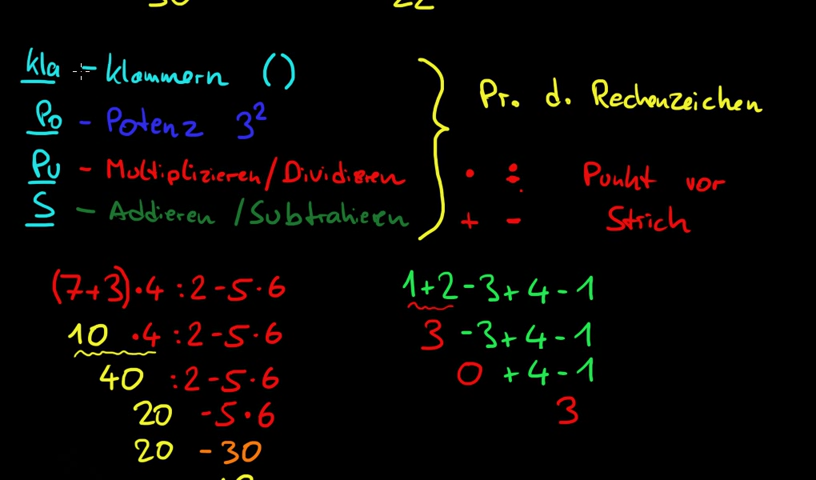 Kla - Klammern ()
Po - Potenz 3²
Pr. d. Rechenzeichen
Pu - Multiplizieren/Dividieren
· : Punkt vor
S - Addieren /Subtrahieren
+ - Strich
(7+3)·4 :2-5·6
10 ·4 :2-5·6
40 :2-5·6
20 -5·6
20 -30
1+2-3+4-1
3 -3+4-1
0 +4-1
3